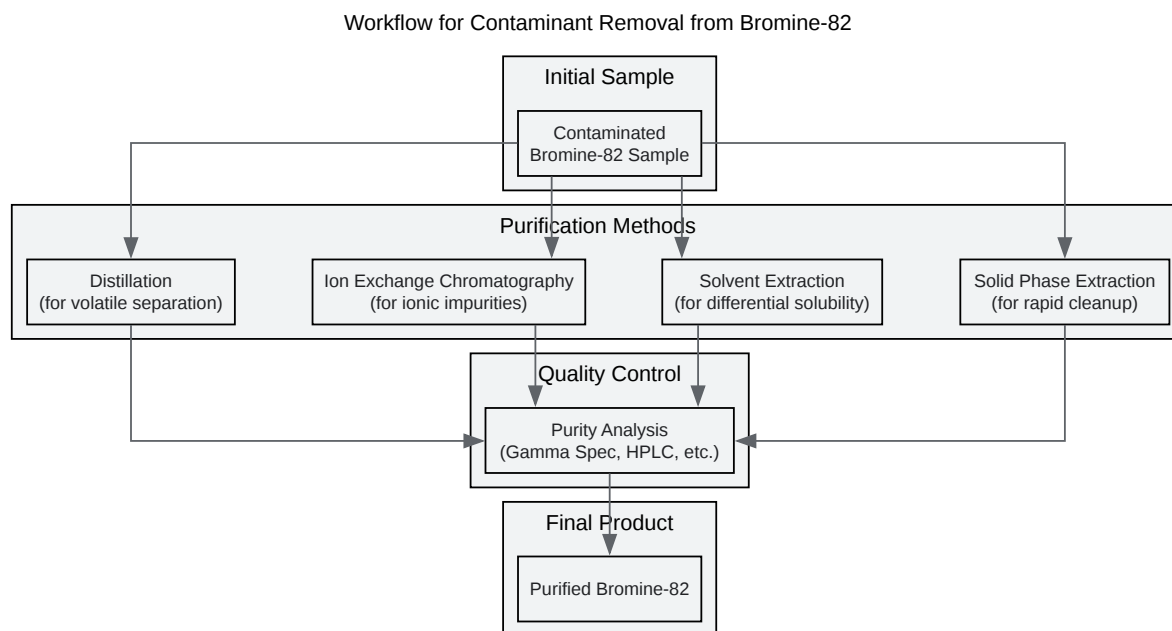 Workflow for Contaminant Removal from Bromine-82
Initial Sample
Contaminated
Bromine-82 Sample
Purification Methods
Distillation
(for volatile separation)
Ion Exchange Chromatography
(for ionic impurities)
Solvent Extraction
(for differential solubility)
Solid Phase Extraction
(for rapid cleanup)
Quality Control
Purity Analysis
(Gamma Spec, HPLC, etc.)
Final Product
Purified Bromine-82